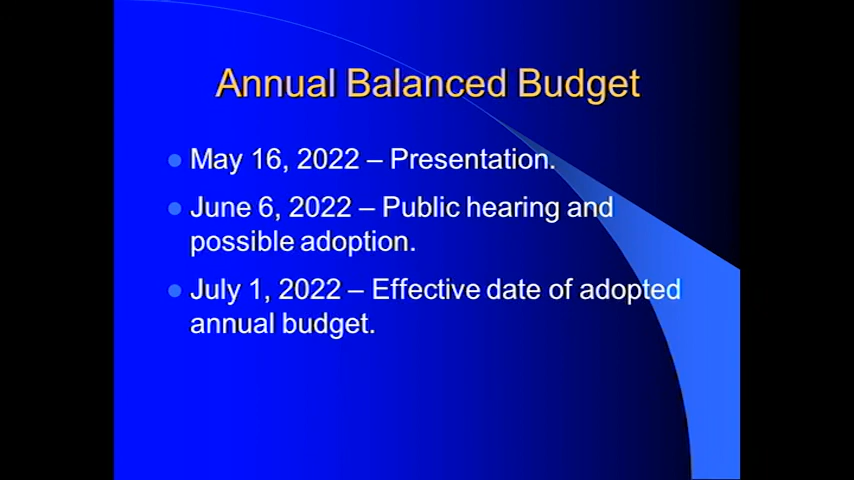 Annual Balanced Budget
May 16, 2022 – Presentation.
June 6, 2022 – Public hearing and
possible adoption.
July 1, 2022 – Effective date of adopted
annual budget.